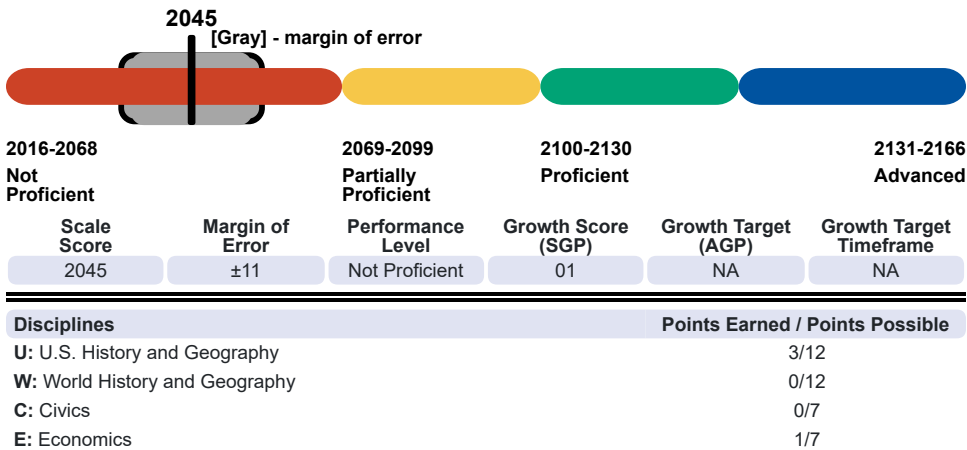 2045
[Gray] - margin of error
2016-2068 2069-2099 2100-2130 2131-2166
Not Partially Proficient Advanced
Proficient Proficient
Scale Margin of Performance Growth Score Growth Target Growth Target
Score Error Level (SGP) (AGP) Timeframe
2045 ±11 Not Proficient 01 NA NA
Disciplines Points Earned / Points Possible
U: U.S. History and Geography 3/12
W: World History and Geography 0/12
C: Civics 0/7
E: Economics 1/7